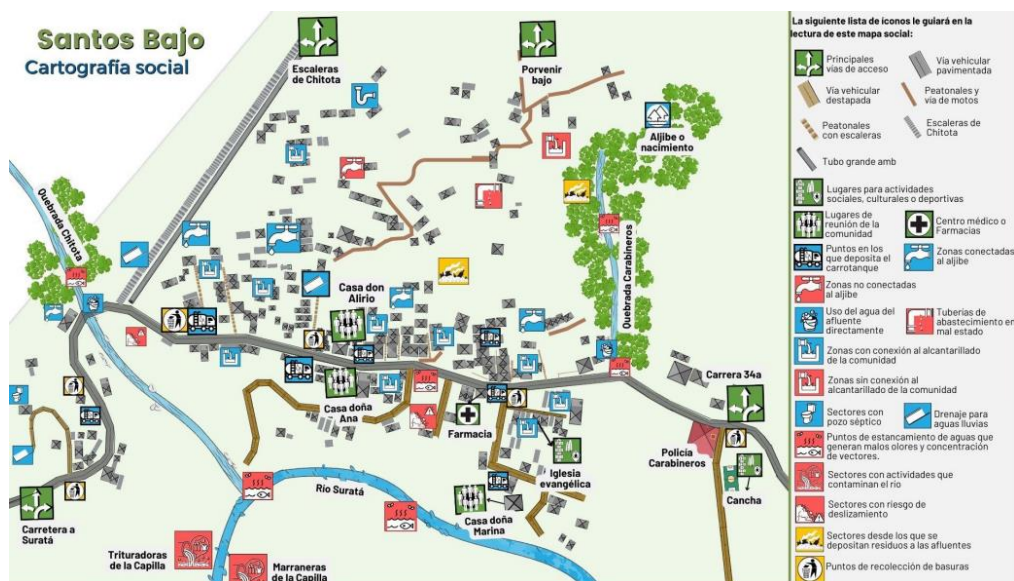 Santos Bajo
Cartografía social
Escaleras
de Chitota
Porvenir
bajo
Aljibe o
nacimiento
Quebrada Chitota
Quebrada Carabineros
Casa don
Alirio
Casa doña
Ana
Farmacia
Iglesia
evangélica
Carrera 34a
Policía
Carabineros
Cancha
Río Suratá
Casa doña
Marina
Carretera a
Suratá
Trituradoras
de la Capilla
Marraneras
de la Capilla
La siguiente lista de íconos le guiará en la
lectura de este mapa social:
Principales
vías de acceso
Vía vehicular
pavimentada
Vía vehicular
destapada
Peatonales y
vía de motos
Peatonales
con escaleras
Escaleras de
Chitota
Tubo grande amb
Lugares para actividades
sociales, culturales o deportivas
Lugares de
reunión de la
comunidad
Centro médico o
Farmacias
Puntos en los
que deposita el
carrotanque
Zonas conectadas
al aljibe
Zonas no conectadas
al aljibe
Uso del agua del
afluente
directamente
Tuberias de
abastecimiento en
mal estado
Zonas con conexión al alcantarillado
de la comunidad
Zonas sin conexión al
alcantarillado de la comunidad
Sectores con
pozo séptico
Drenaje para
aguas lluvias
Puntos de estancamiento de aguas que
generan malos olores y concentración
de vectores.
Sectores con actividades que
contaminan el río
Sectores con riesgo de
deslizamiento
Sectores desde los que se
depositan residuos a las afluentes
Puntos de recolección de basuras